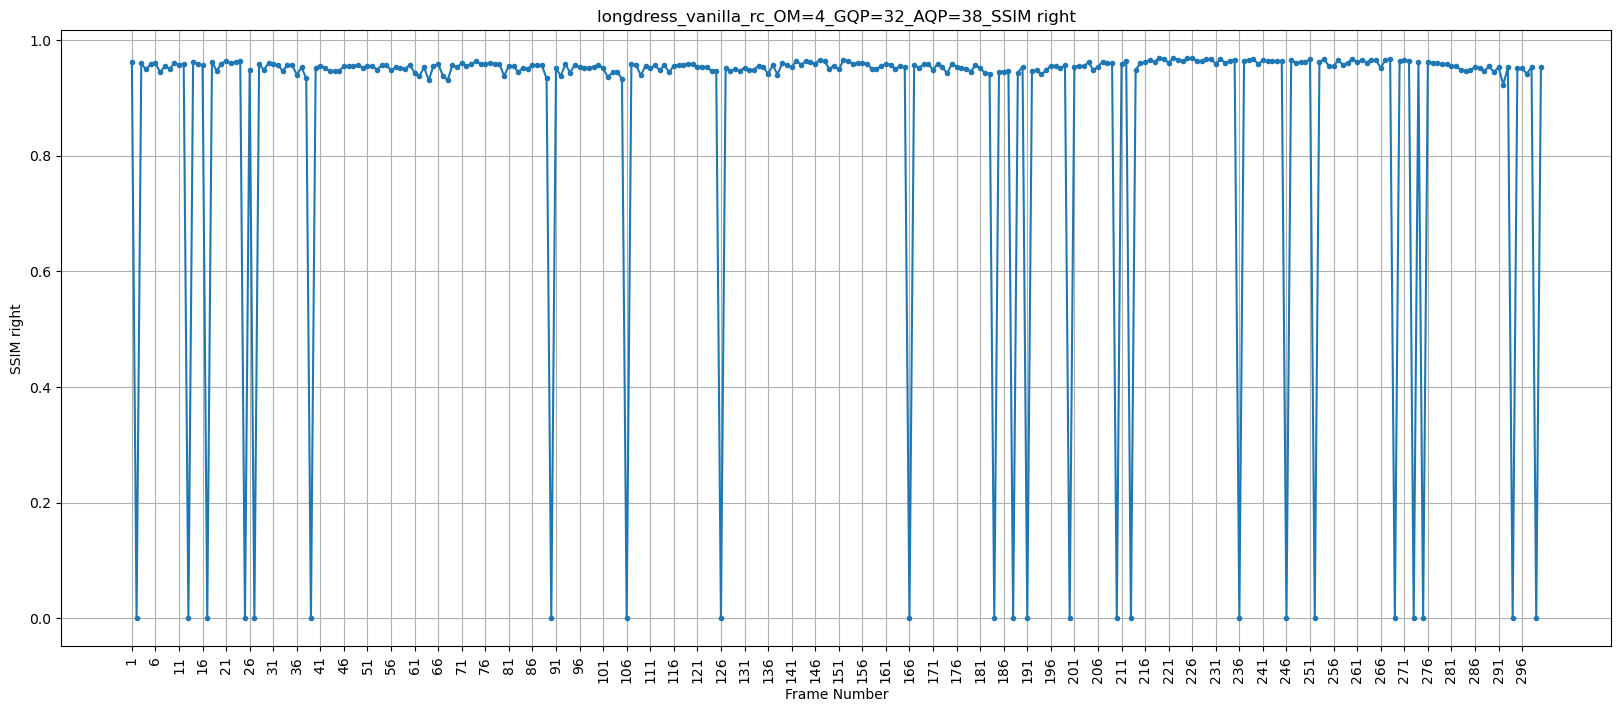 longdress_vanilla_rc_OM=4_GQP=32_AQP=38_SSIM right
1.0
0.8
0.6
0.4
0.2
0.0
SSIM right
1 6 11 16 21 26 31 36 41 46 51 56 61 66 71 76 81 86 91 96 101 106 111 116 121 126 131 136 141 146 151 156 161 166 171 176 181 186 191 196 201 206 211 216 221 226 231 236 241 246 251 256 261 266 271 276 281 286 291 296
Frame Number